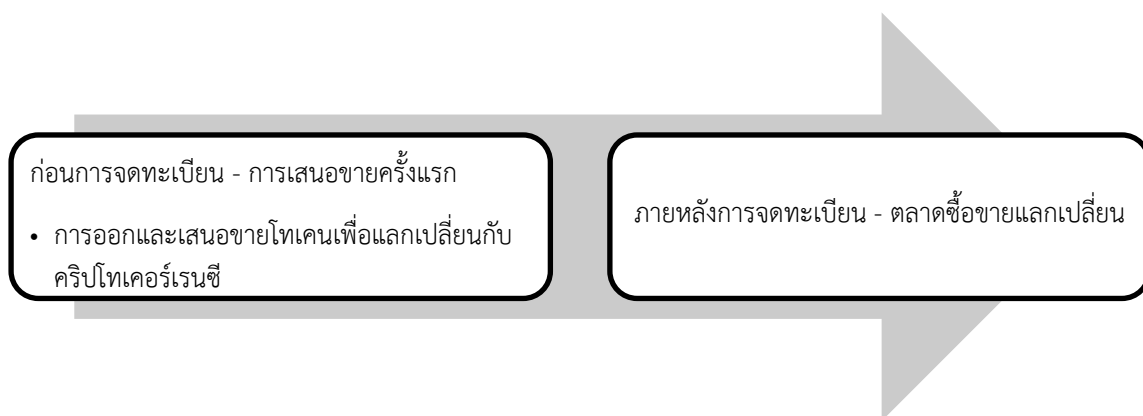 ก่อนการจดทะเบียน - การเสนอขายครั้งแรก
• การออกและเสนอขายโทเคนเพื่อแลกเปลี่ยนกับ
คริปโทเคอร์เรนซี
ภายหลังการจดทะเบียน - ตลาดซื้อขายแลกเปลี่ยน